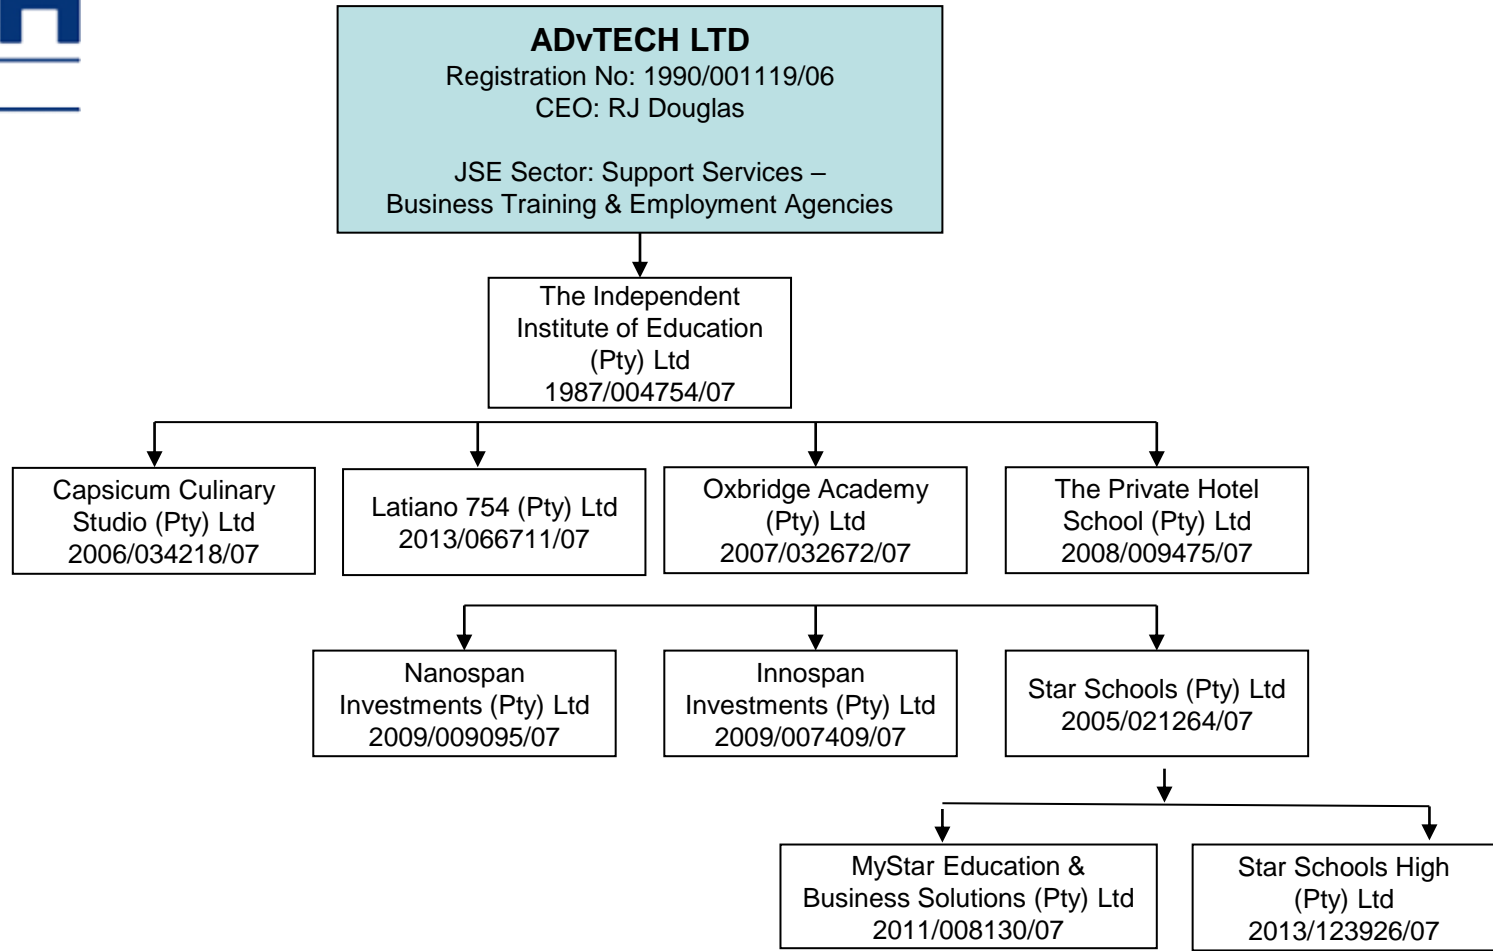 ADvTECH LTD
Registration No: 1990/001119/06
CEO: RJ Douglas
JSE Sector: Support Services –
Business Training & Employment Agencies
The Independent
Institute of Education
(Pty) Ltd
1987/004754/07
Capsicum Culinary
Studio (Pty) Ltd
2006/034218/07
Latiano 754 (Pty) Ltd
2013/066711/07
Oxbridge Academy
(Pty) Ltd
2007/032672/07
The Private Hotel
School (Pty) Ltd
2008/009475/07
Nanospan
Investments (Pty) Ltd
2009/009095/07
Innospan
Investments (Pty) Ltd
2009/007409/07
Star Schools (Pty) Ltd
2005/021264/07
MyStar Education &
Business Solutions (Pty) Ltd
2011/008130/07
Star Schools High
(Pty) Ltd
2013/123926/07